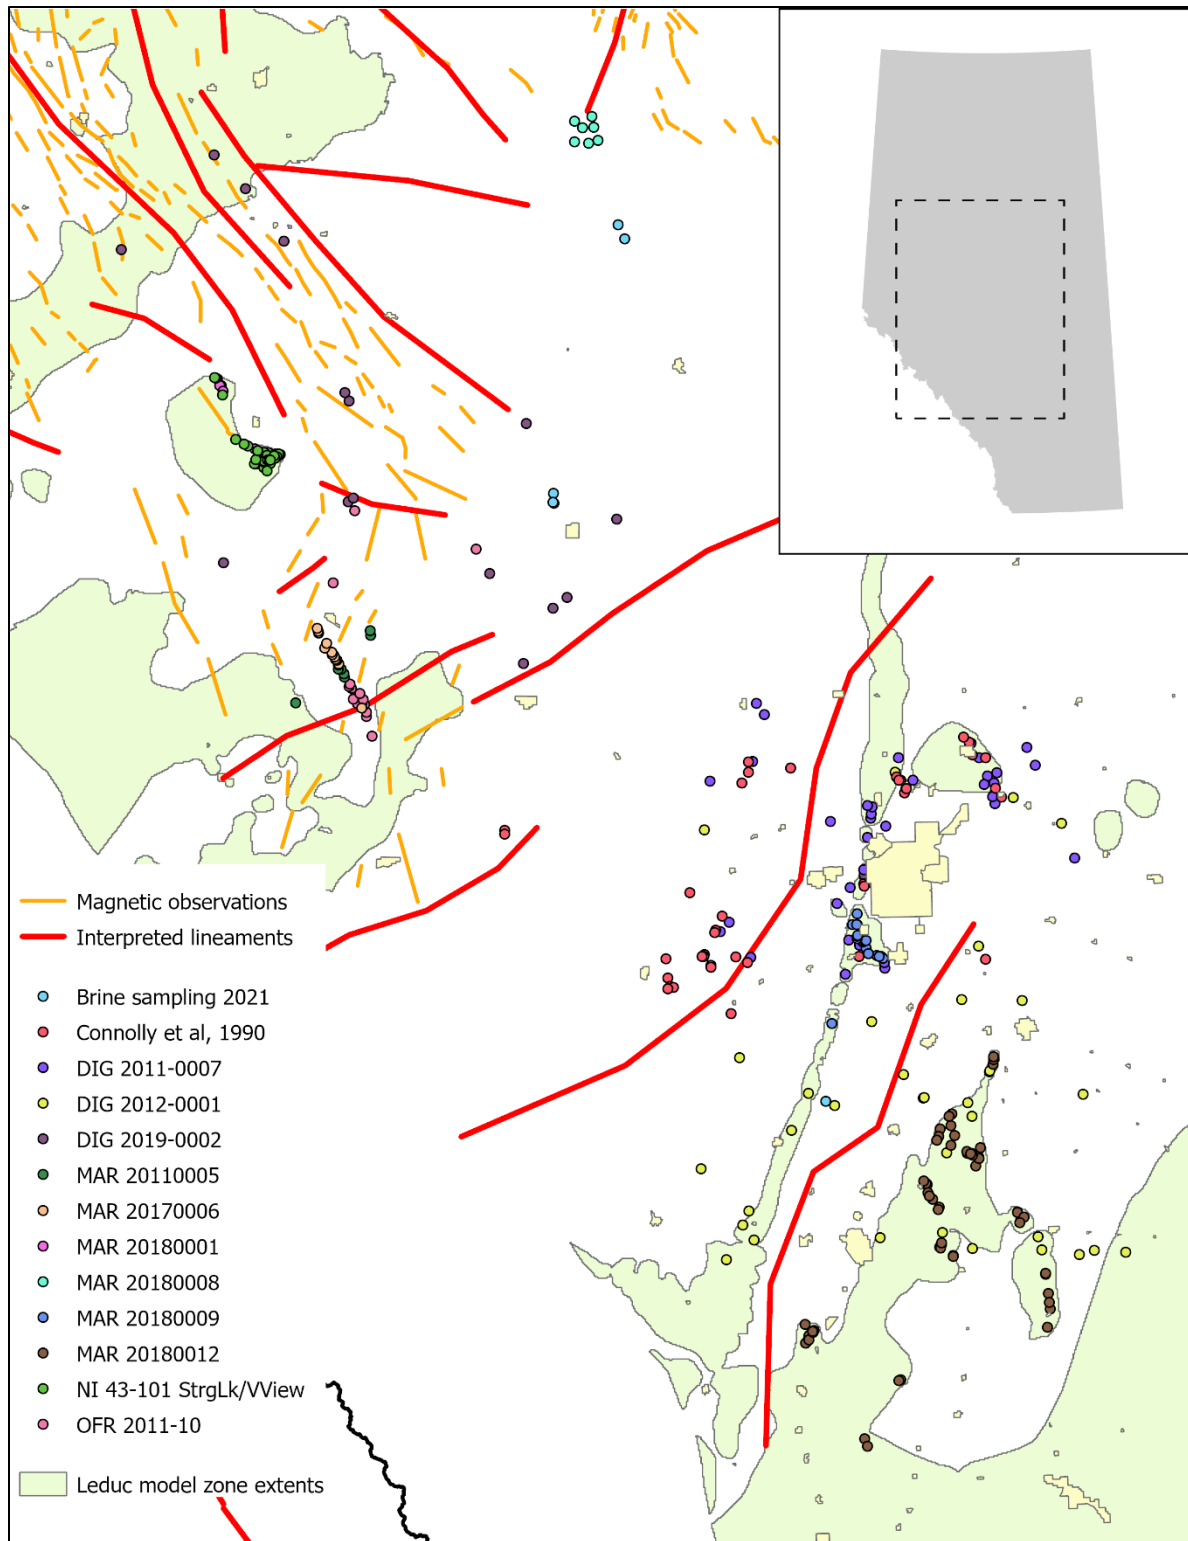 Magnetic observations
Interpreted lineaments
Brine sampling 2021
Connolly et al, 1990
DIG 2011-0007
DIG 2012-0001
DIG 2019-0002
MAR 20110005
MAR 20170006
MAR 20180001
MAR 20180008
MAR 20180009
MAR 20180012
NI 43-101 StrgLk/VView
OFR 2011-10
Leduc model zone extents